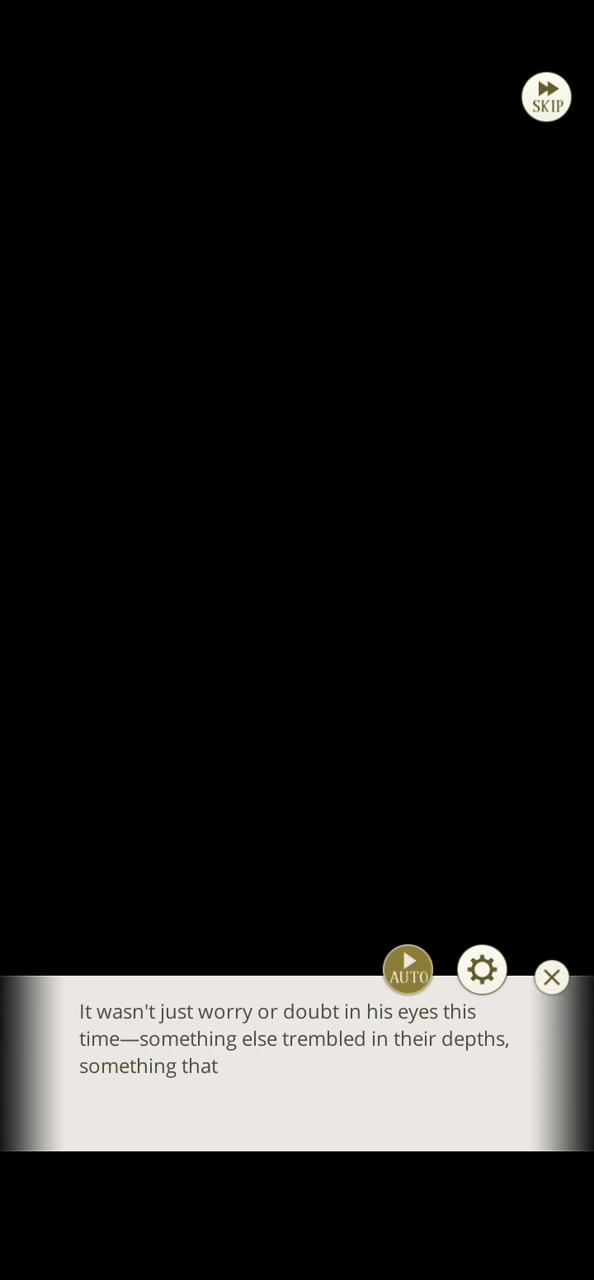 SKIP
AUTO
It wasn't just worry or doubt in his eyes this
time—something else trembled in their depths,
something that